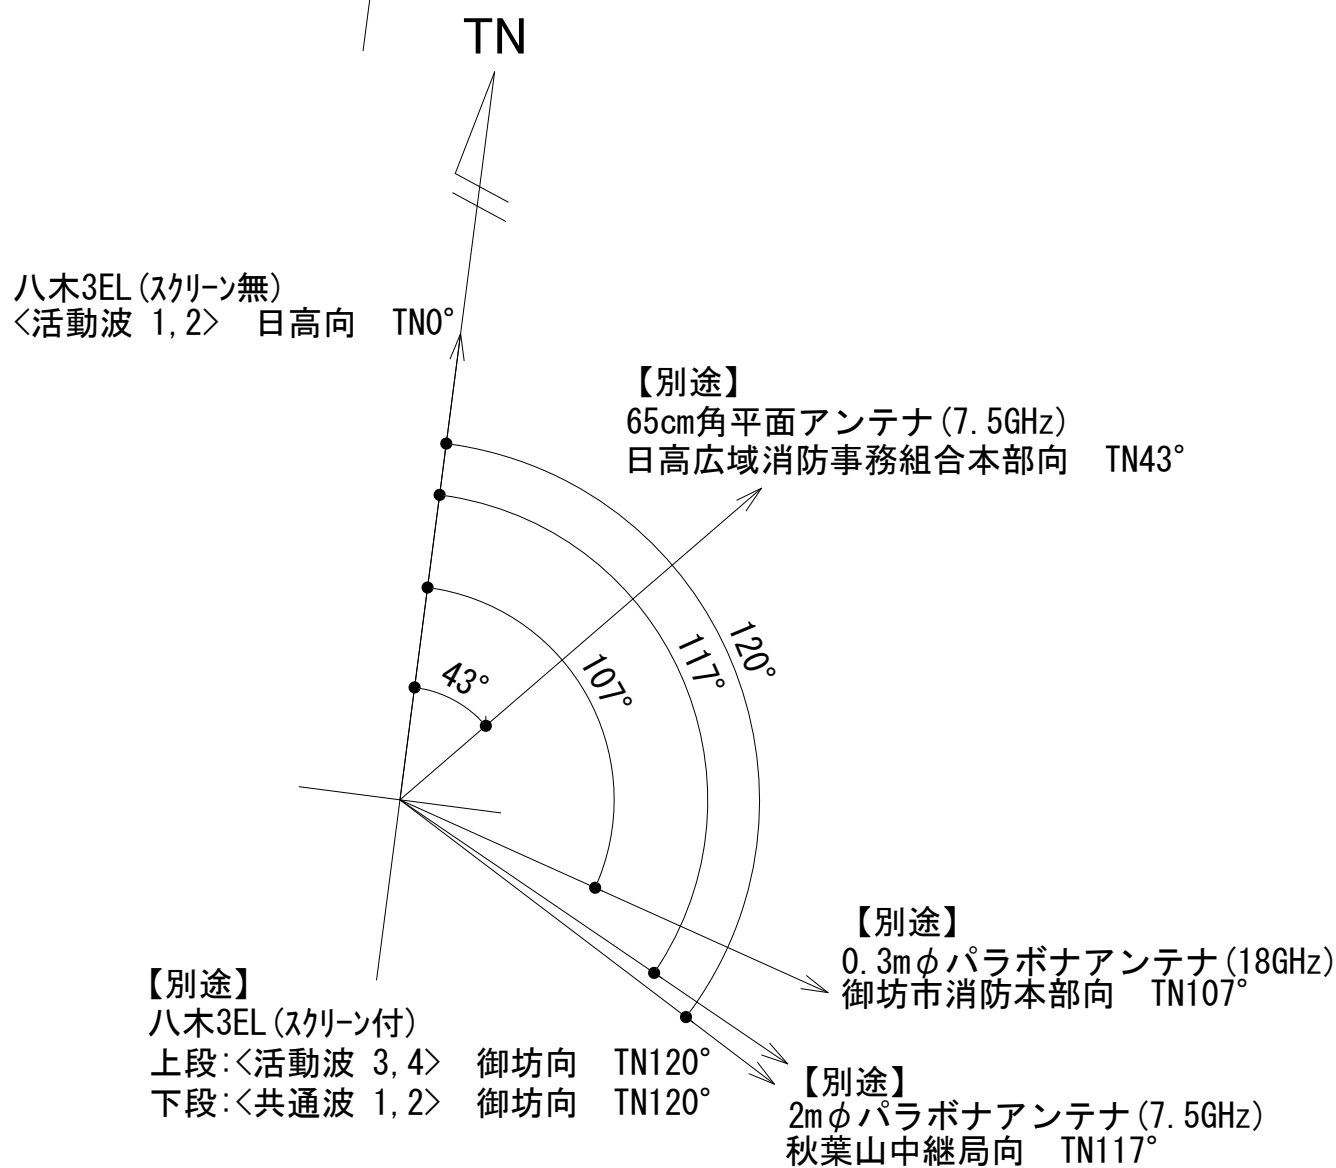 TN
八木3EL(ｽｸﾘｰﾝ無)
<活動波 1,2>　日高向　TN0°
【別途】
65cm角平面アンテナ(7.5GHz)
日高広域消防事務組合本部向　TN43°
43°
107°
117°
120°
【別途】
0.3mφパラボナアンテナ(18GHz)
御坊市消防本部向　TN107°
【別途】
八木3EL(ｽｸﾘｰﾝ付)
上段:<活動波 3,4>　御坊向　TN120°
下段:<共通波 1,2>　御坊向　TN120°
【別途】
2mφパラボナアンテナ(7.5GHz)
秋葉山中継局向　TN117°